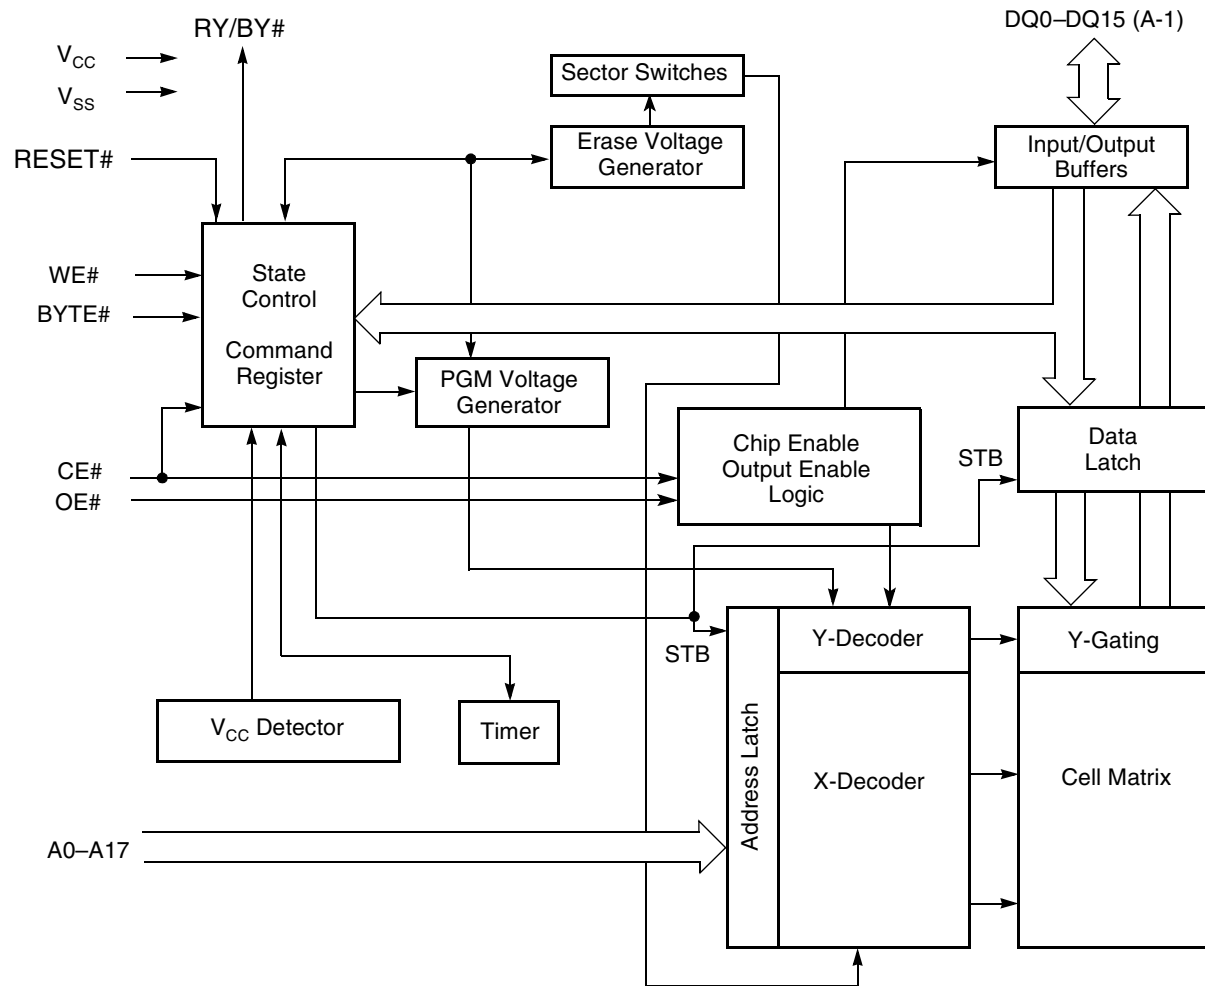 RY/BY#
DQ0–DQ15 (A-1)
VCC
VSS
Sector Switches
RESET#
Erase Voltage
Generator
Input/Output
Buffers
WE#
BYTE#
State
Control
Command
Register
PGM Voltage
Generator
CE#
OE#
Chip Enable
Output Enable
Logic
STB
Data
Latch
STB
Y-Decoder
Y-Gating
VCC Detector
Timer
Address Latch
X-Decoder
Cell Matrix
A0–A17